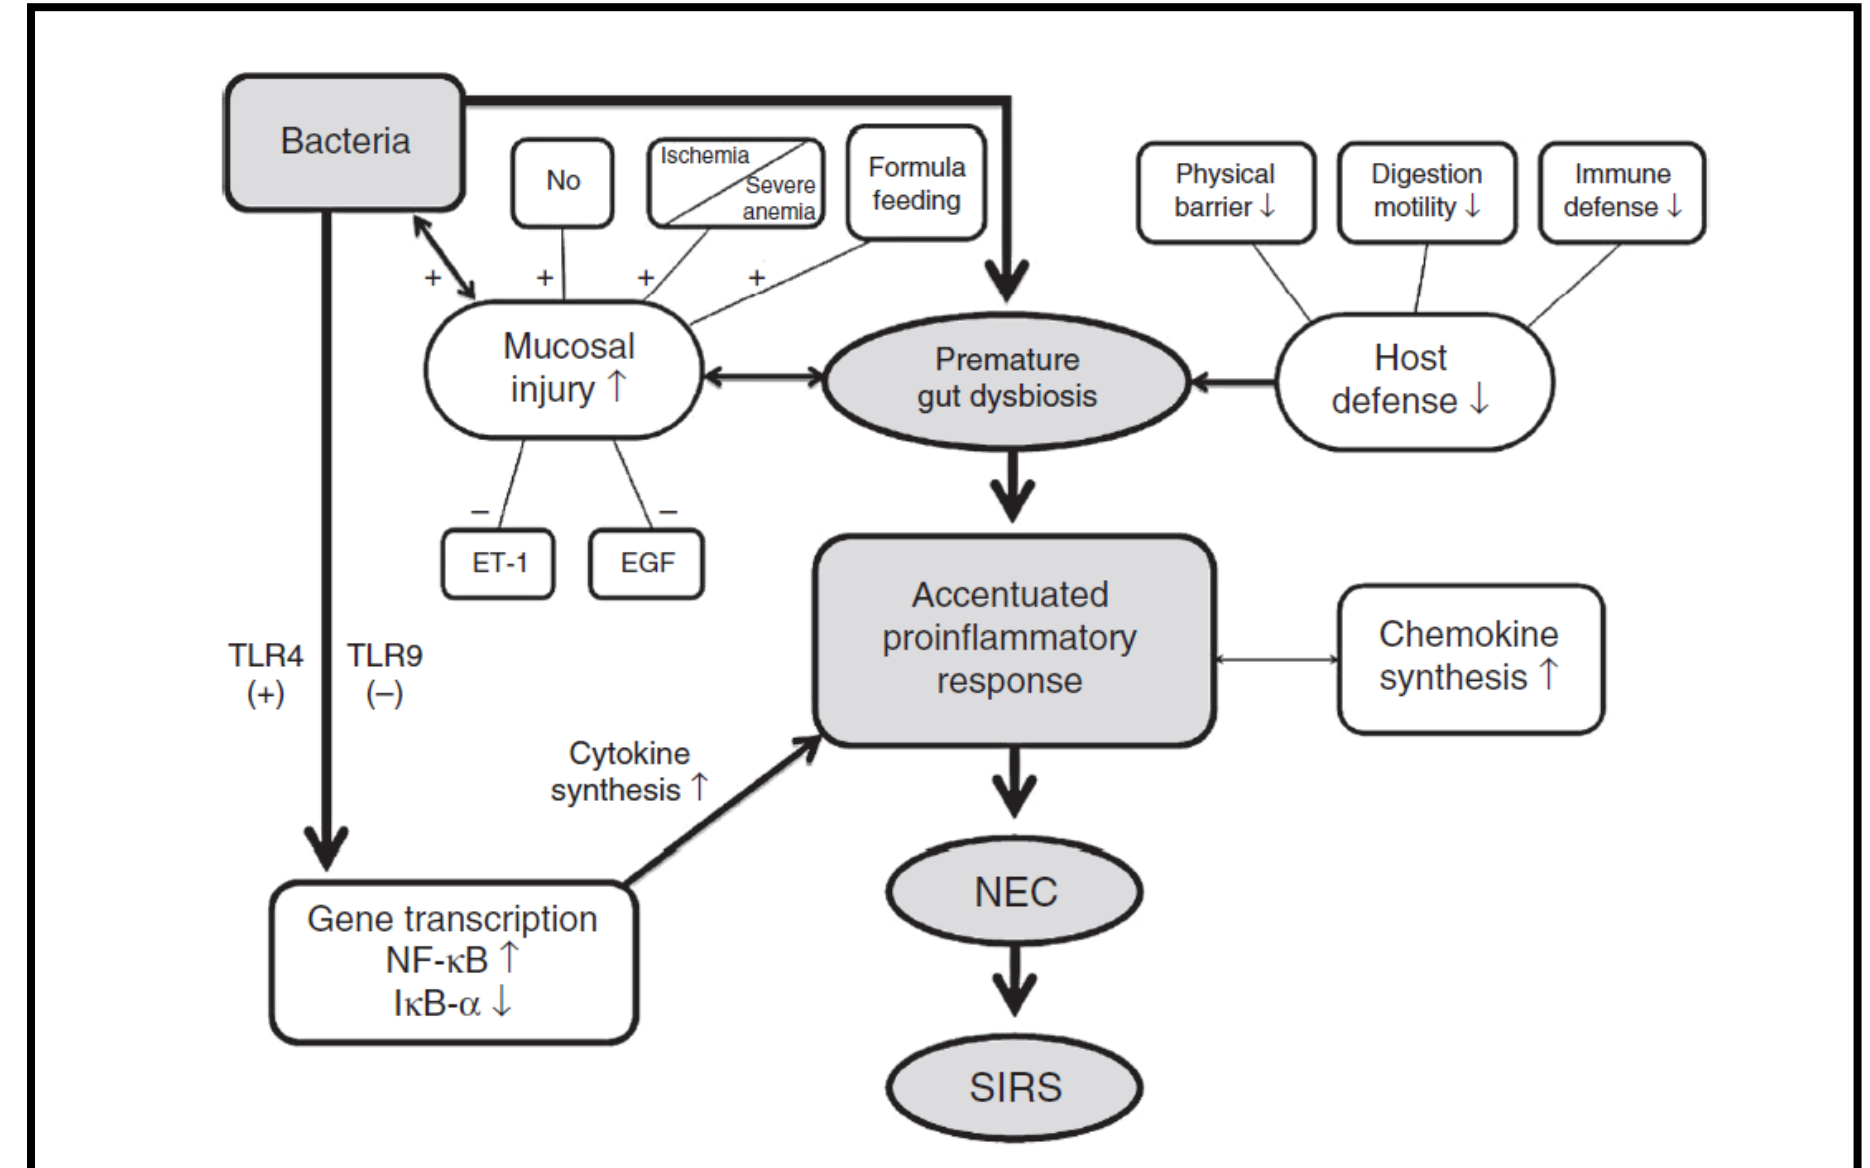 Bacteria
No
Ischemia
Severe
anemia
Formula
feeding
Physical
barrier ↓
Digestion
motility ↓
Immune
defense ↓
+
+
+
+
Mucosal
injury ↑
Premature
gut dysbiosis
Host
defense ↓
–
–
ET-1
EGF
Accentuated
proinflammatory
response
Chemokine
synthesis ↑
TLR4
(+)
TLR9
(–)
Cytokine
synthesis ↑
Gene transcription
NF-κB ↑
IκB-α ↓
NEC
SIRS